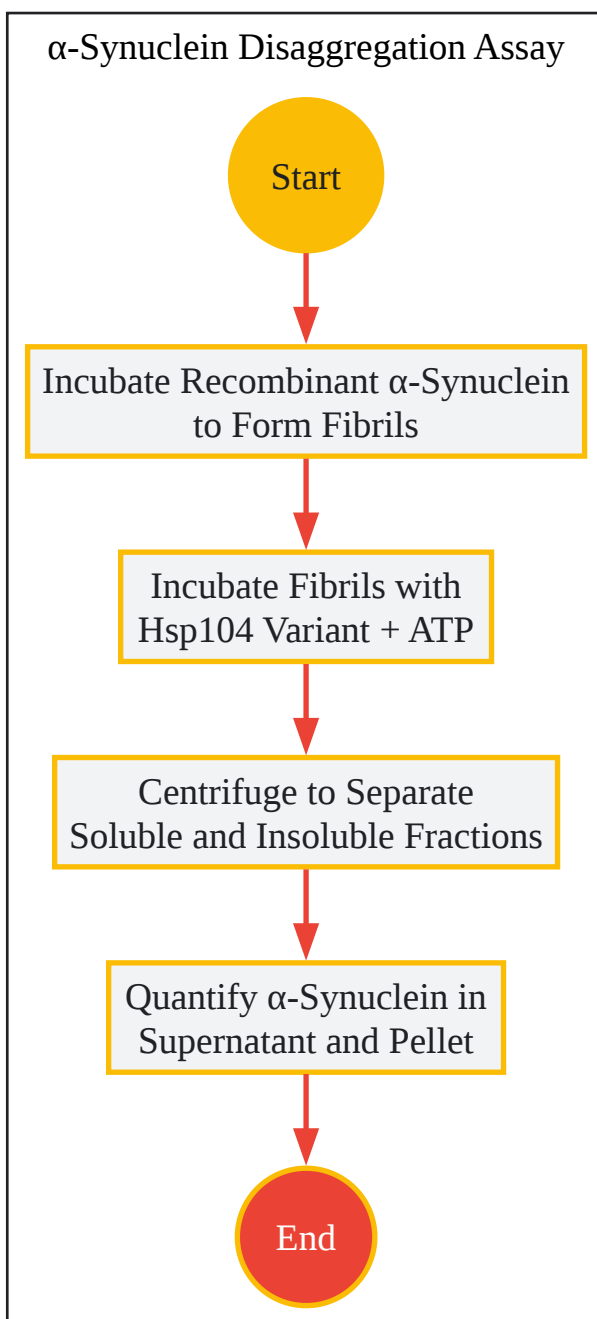 α-Synuclein Disaggregation Assay
Start
Incubate Recombinant α-Synuclein
to Form Fibrils
Incubate Fibrils with
Hsp104 Variant + ATP
Centrifuge to Separate
Soluble and Insoluble Fractions
Quantify α-Synuclein in
Supernatant and Pellet
End